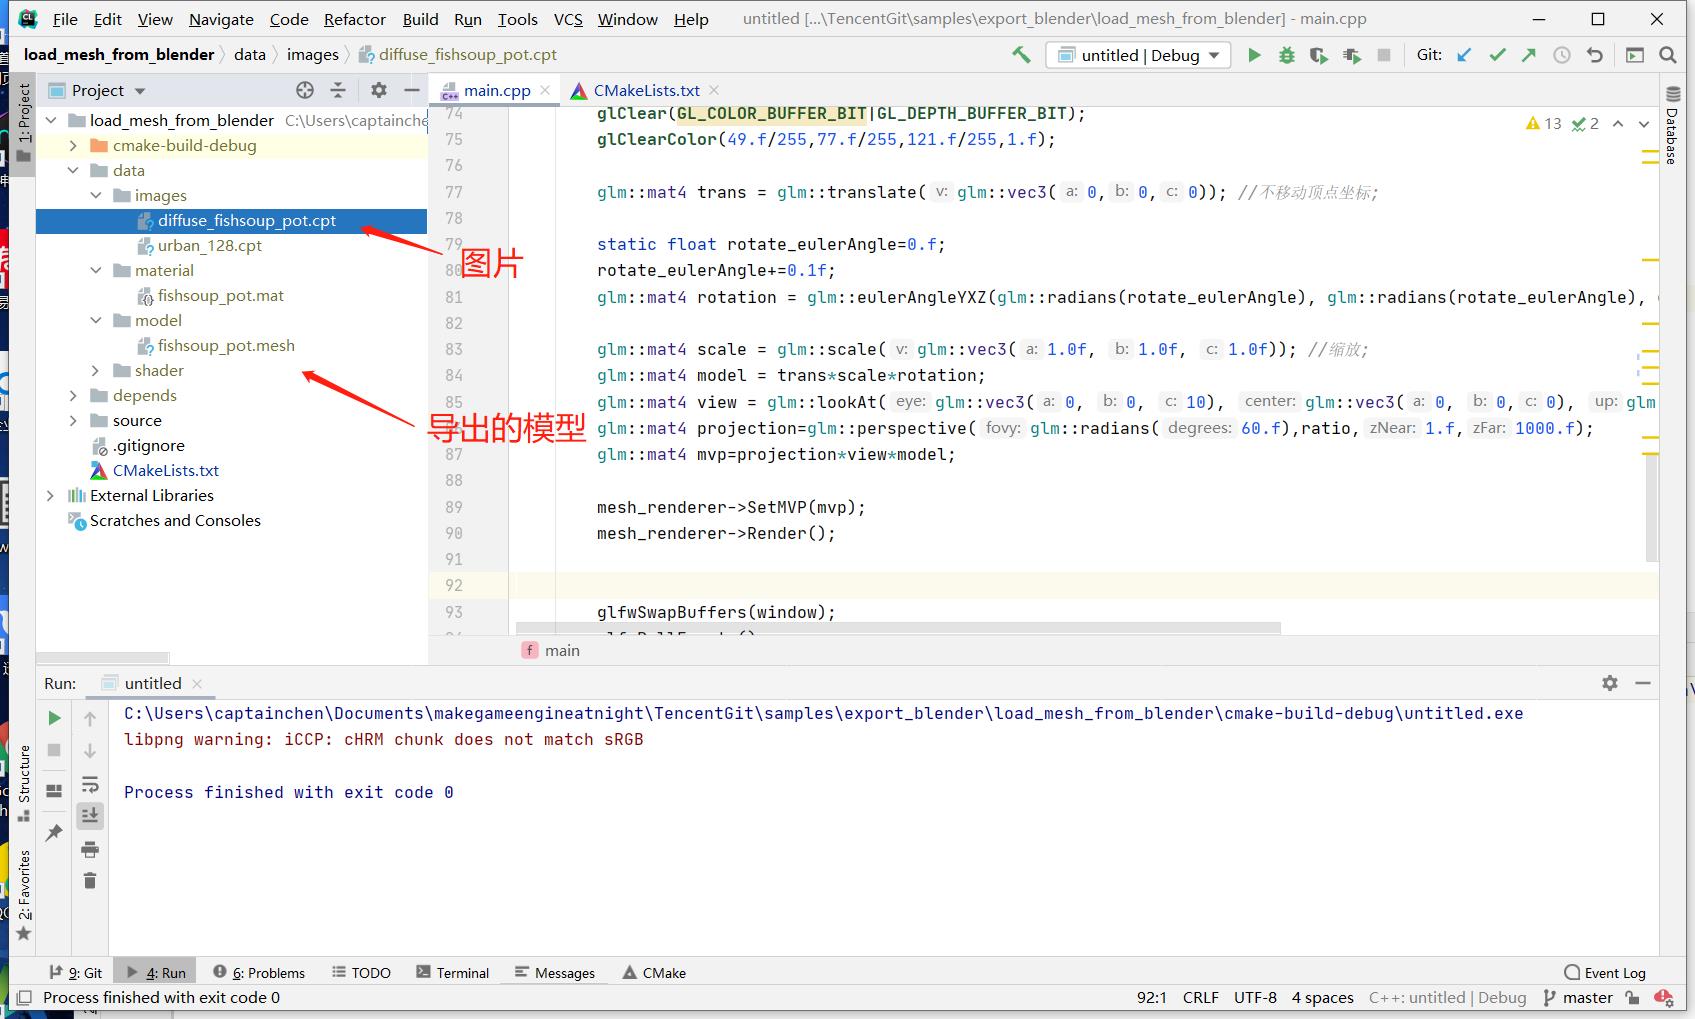 File Edit View Navigate Code Refactor Build Run Tools VCS Window Help untitled [...\TencentGit\samples\export_blender\load_mesh_from_blender] - main.cpp
load_mesh_from_blender data images diffuse_fishsoup_pot.cpt untitled | Debug Git:
1: Project
Project
load_mesh_from_blender C:\Users\captainche
cmake-build-debug
data
images
diffuse_fishsoup_pot.cpt
urban_128.cpt
material
fishsoup_pot.mat
model
fishsoup_pot.mesh
shader
depends
source
.gitignore
CMakeLists.txt
External Libraries
Scratches and Consoles
图片
导出的模型
main.cpp CMakeLists.txt
13 2
Database
74 glClear(GL_COLOR_BUFFER_BIT|GL_DEPTH_BUFFER_BIT);
75 glClearColor(49.f/255,77.f/255,121.f/255,1.f);
76
77 glm::mat4 trans = glm::translate( v: glm::vec3( a: 0, b: 0, c: 0)); //不移动顶点坐标;
78
79 static float rotate_eulerAngle=0.f;
80 rotate_eulerAngle+=0.1f;
81 glm::mat4 rotation = glm::eulerAngleYXZ(glm::radians(rotate_eulerAngle), glm::radians(rotate_eulerAngle),
82
83 glm::mat4 scale = glm::scale( v: glm::vec3( a: 1.0f, b: 1.0f, c: 1.0f)); //缩放;
84 glm::mat4 model = trans*scale*rotation;
85 glm::mat4 view = glm::lookAt( eye: glm::vec3( a: 0, b: 0, c: 10), center: glm::vec3( a: 0, b: 0, c: 0), up: glm
glm::mat4 projection=glm::perspective( fovy: glm::radians( degrees: 60.f),ratio, zNear: 1.f, zFar: 1000.f);
87 glm::mat4 mvp=projection*view*model;
88
89 mesh_renderer->SetMVP(mvp);
90 mesh_renderer->Render();
91
92
93 glfwSwapBuffers(window);
f main
Run: untitled
C:\Users\captainchen\Documents\makegameengineatnight\TencentGit\samples\export_blender\load_mesh_from_blender\cmake-build-debug\untitled.exe
libpng warning: iCCP: cHRM chunk does not match sRGB
Process finished with exit code 0
Structure
2: Favorites
9: Git 4: Run 6: Problems TODO Terminal Messages CMake Event Log
Process finished with exit code 0 92:1 CRLF UTF-8 4 spaces C++: untitled | Debug master